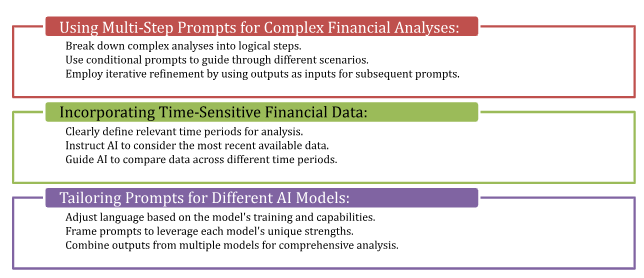 Using Multi-Step Prompts for Complex Financial Analyses:
Break down complex analyses into logical steps.
Use conditional prompts to guide through different scenarios.
Employ iterative refinement by using outputs as inputs for subsequent prompts.
Incorporating Time-Sensitive Financial Data:
Clearly define relevant time periods for analysis.
Instruct AI to consider the most recent available data.
Guide AI to compare data across different time periods.
Tailoring Prompts for Different AI Models:
Adjust language based on the model's training and capabilities.
Frame prompts to leverage each model's unique strengths.
Combine outputs from multiple models for comprehensive analysis.